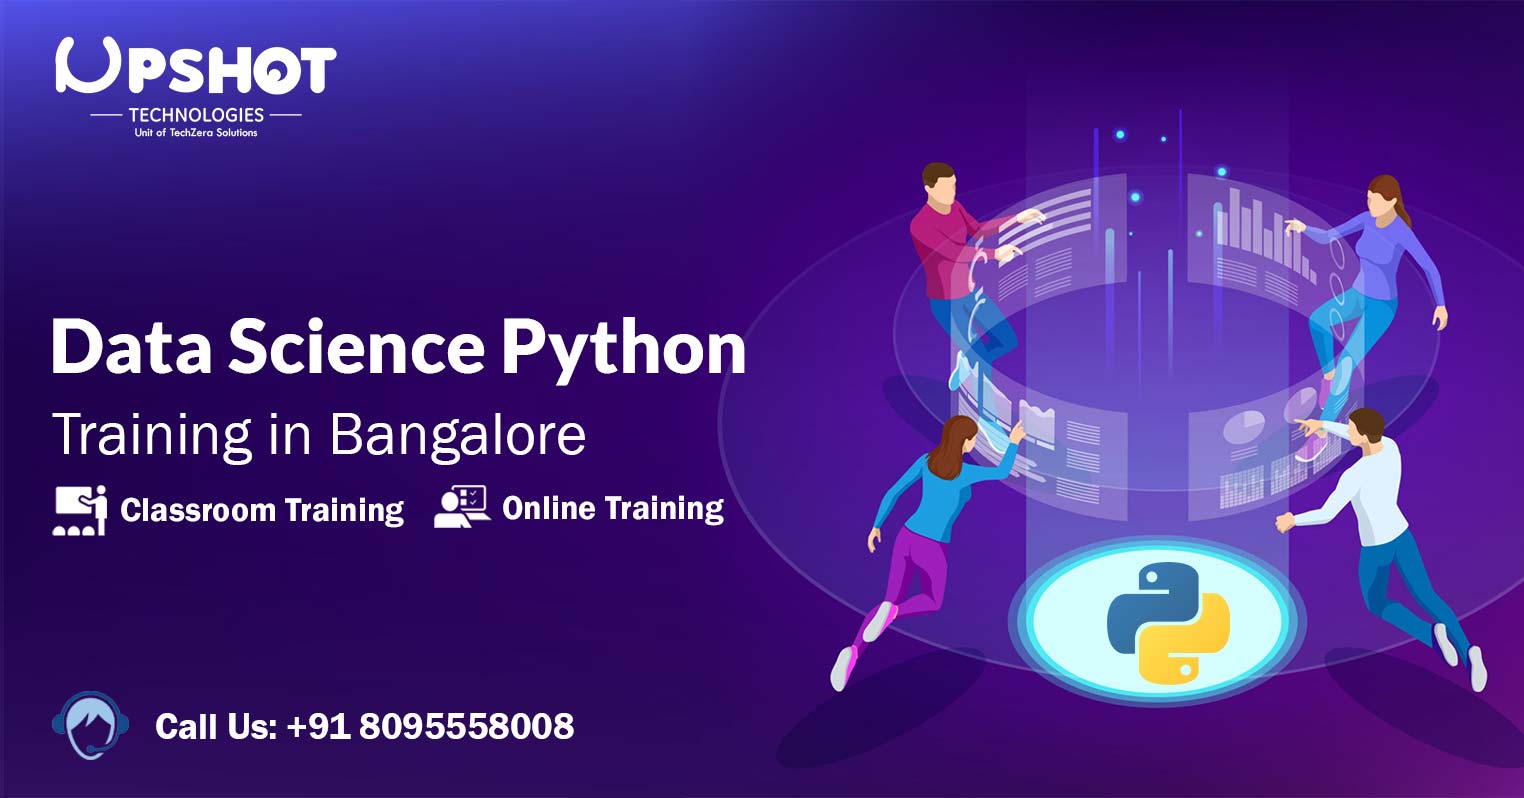 UPSHOT
TECHNOLOGIES
Unit of TechZera Solutions
Data Science Python
Training in Bangalore
Classroom Training
Online Training
Call Us: +91 8095558008